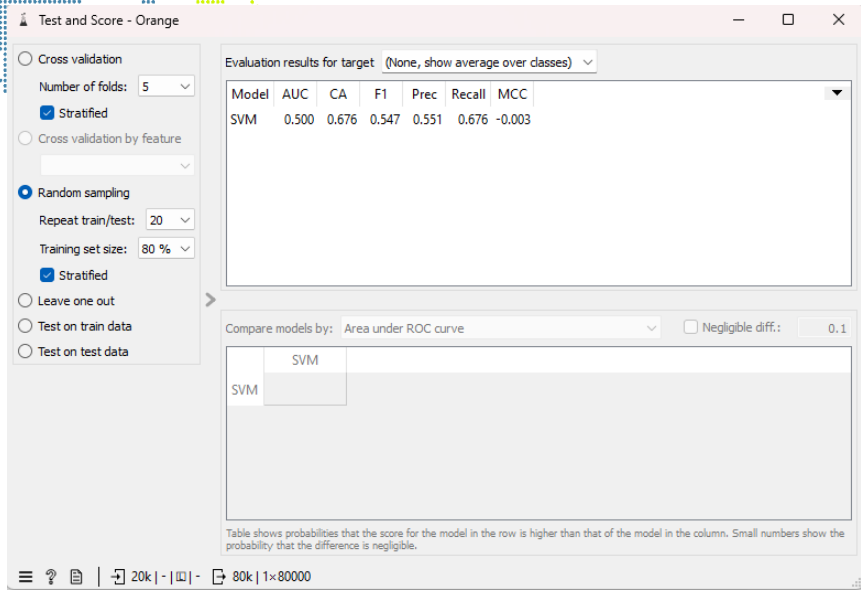 Test and Score - Orange
Cross validation
Number of folds: 5
Stratified
Cross validation by feature
Random sampling
Repeat train/test: 20
Training set size: 80 %
Stratified
Leave one out
Test on train data
Test on test data
Evaluation results for target (None, show average over classes)
Model AUC CA F1 Prec Recall MCC
SVM 0.500 0.676 0.547 0.551 0.676 -0.003
Compare models by: Area under ROC curve Negligible diff.: 0.1
SVM
SVM
Table shows probabilities that the score for the model in the row is higher than that of the model in the column. Small numbers show the
probability that the difference is negligible.
20k | - | - 80k | 1×80000